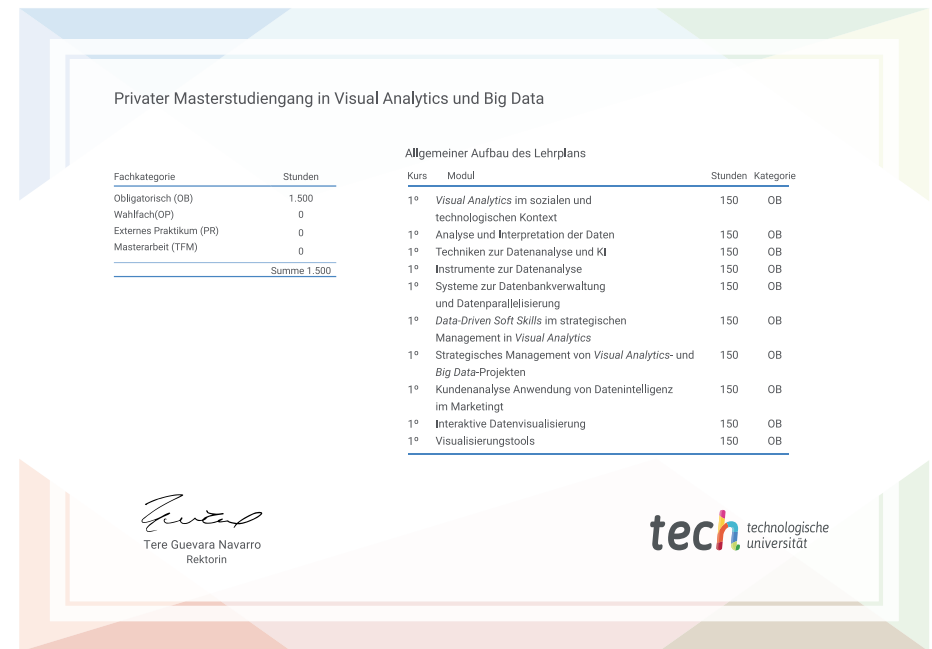 Privater Masterstudiengang in Visual Analytics und Big Data
Fachkategorie Stunden
Obligatorisch (OB) 1.500
Wahlfach(OP) 0
Externes Praktikum (PR) 0
Masterarbeit (TFM) 0
Summe 1.500
Allgemeiner Aufbau des Lehrplans
Kurs Modul Stunden Kategorie
1º Visual Analytics im sozialen und 150 OB
technologischen Kontext
1º Analyse und Interpretation der Daten 150 OB
1º Techniken zur Datenanalyse und KI 150 OB
1º Instrumente zur Datenanalyse 150 OB
1º Systeme zur Datenbankverwaltung 150 OB
und Datenparallelisierung
1º Data-Driven Soft Skills im strategischen 150 OB
Management in Visual Analytics
1º Strategisches Management von Visual Analytics- und 150 OB
Big Data-Projekten
1º Kundenanalyse Anwendung von Datenintelligenz 150 OB
im Marketingt
1º Interaktive Datenvisualisierung 150 OB
1º Visualisierungstools 150 OB
Tere Guevara Navarro
Rektorin
tech technologische
universität